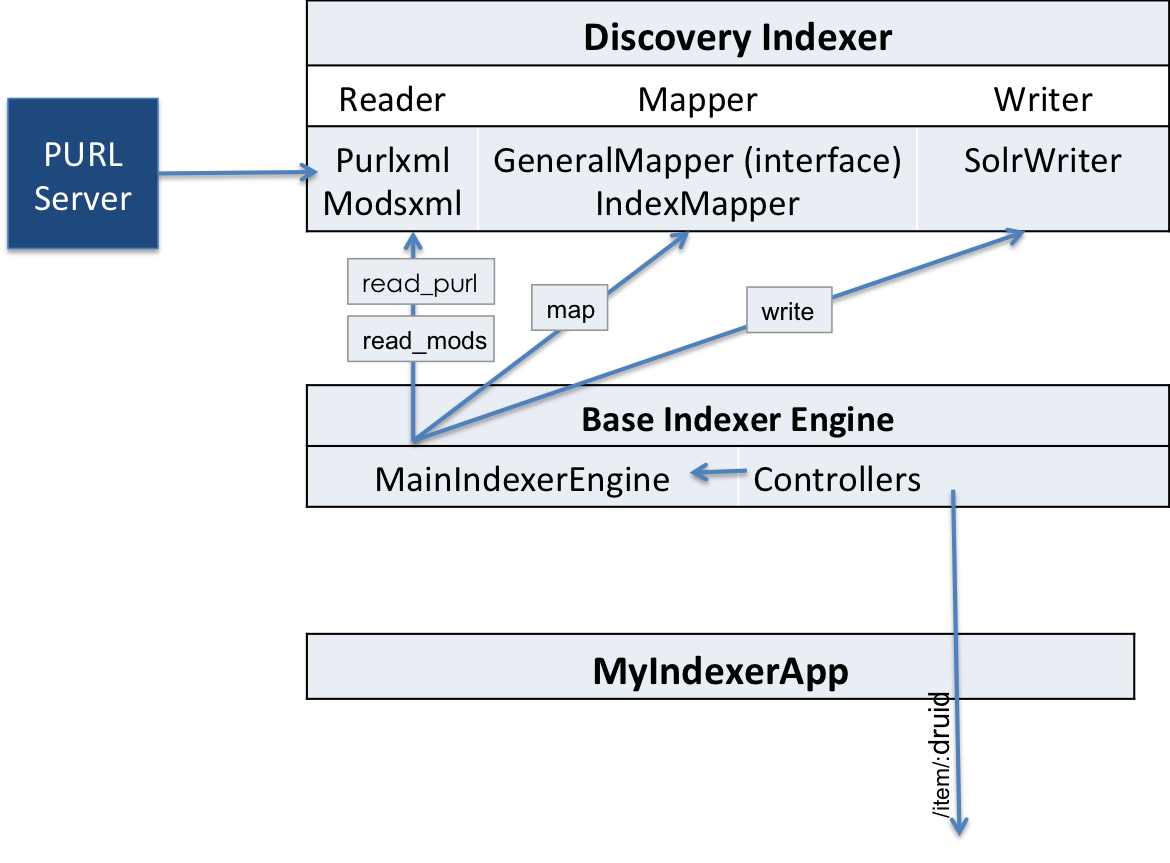 Discovery Indexer
Reader Mapper Writer
PURL
Server
Purlxml GeneralMapper (interface) SolrWriter
Modsxml IndexMapper
read_purl
map
write
read_mods
Base Indexer Engine
MainIndexerEngine Controllers
MyIndexerApp
/item/:druid